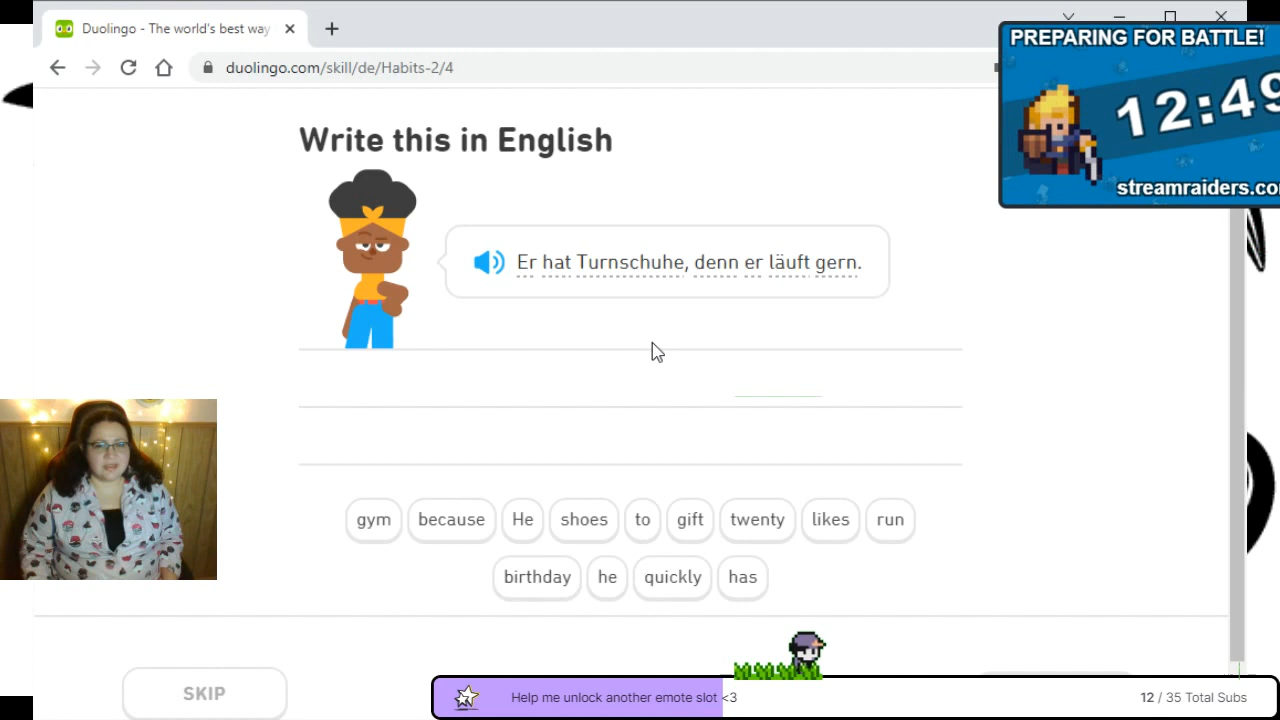 Duolingo - The world's best way
duolingo.com/skill/de/Habits-2/4
PREPARING FOR BATTLE!
12:49
streamraiders.co
Write this in English
Er hat Turnschuhe, denn er läuft gern.
gym because He shoes to gift twenty likes run
birthday he quickly has
SKIP
Help me unlock another emote slot <3
12 / 35 Total Subs